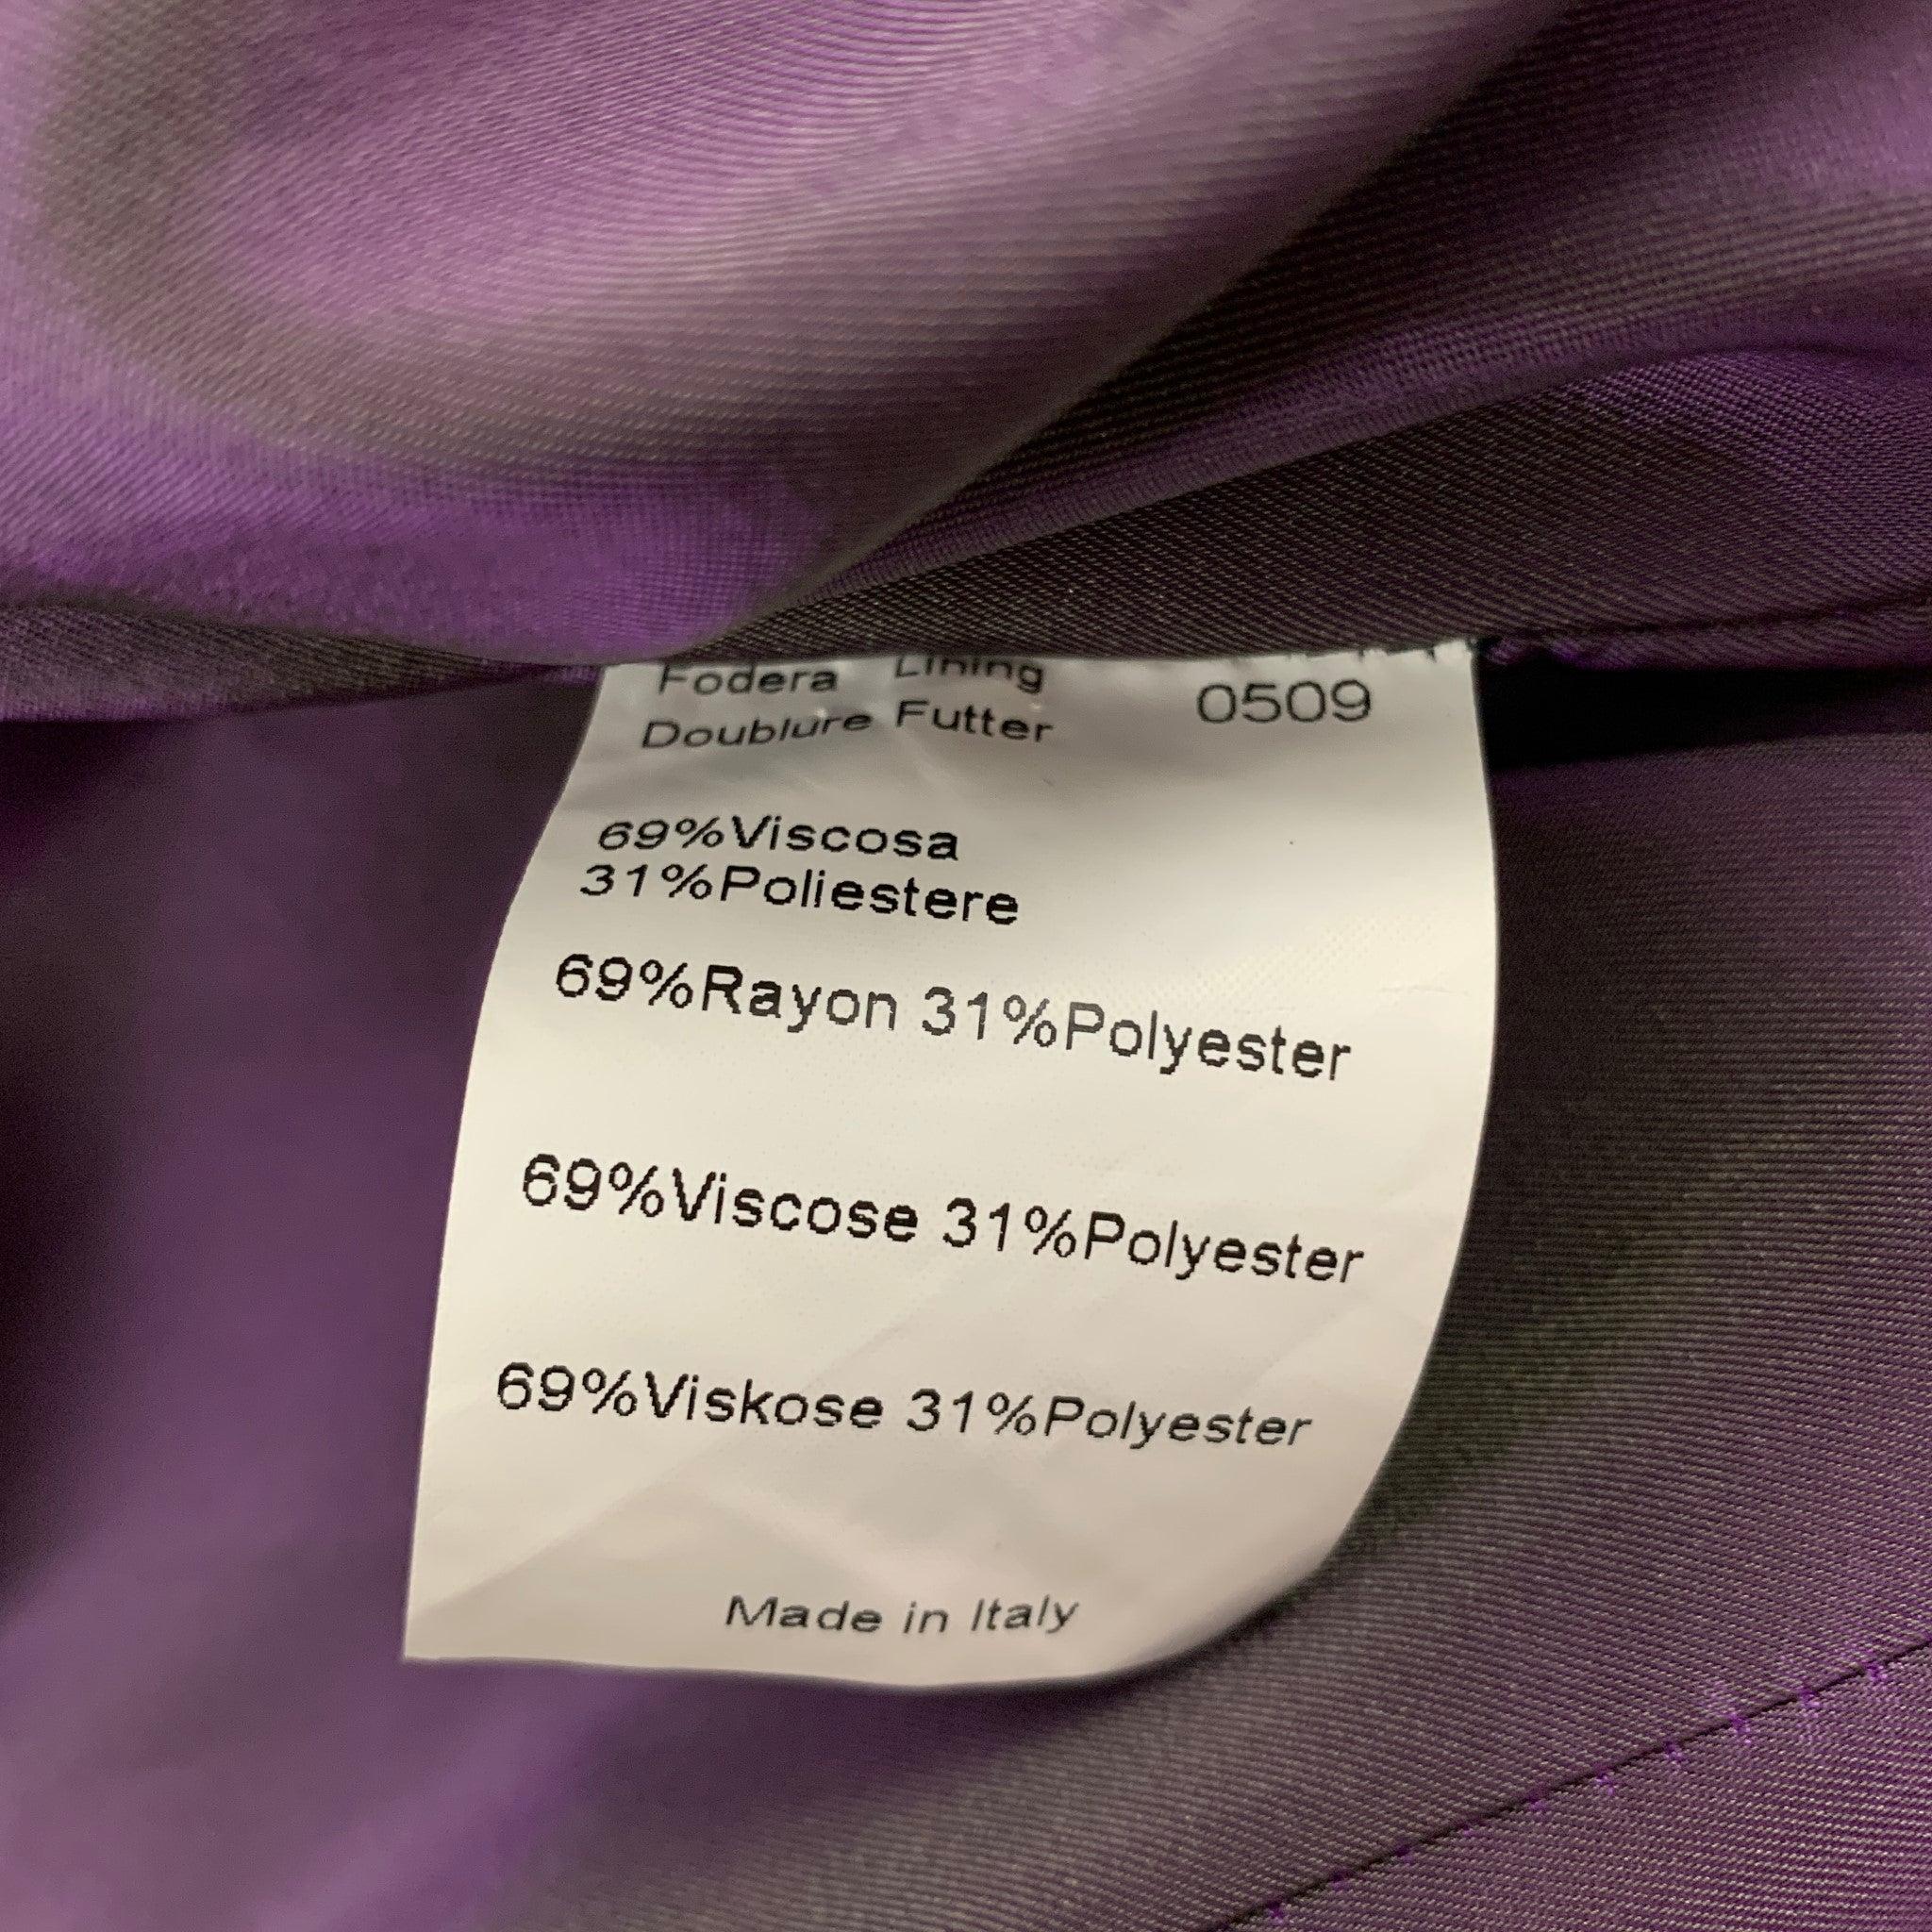 Fodera Lining
Doublure Futter 0509
69%Viscosa
31%Poliestere
69%Rayon 31%Polyester
69%Viscose 31%Polyester
69%Viskose 31%Polyester
Made in Italy